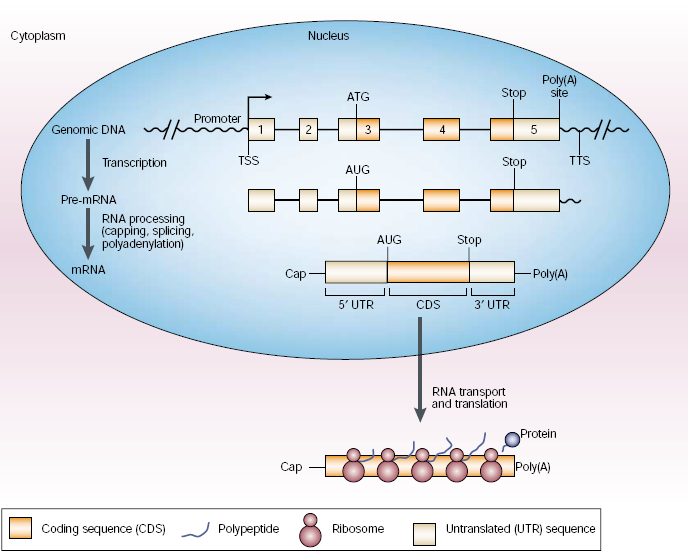 Cytoplasm
Nucleus
Poly(A)
site
Stop
ATG
Promoter
Genomic DNA
1 2 3 4 5
TSS
TTS
Transcription
AUG
Stop
Pre-mRNA
RNA processing
(capping, splicing,
polyadenylation)
mRNA
AUG
Stop
Cap
Poly(A)
5′ UTR
CDS
3′ UTR
RNA transport
and translation
Protein
Cap
Poly(A)
Coding sequence (CDS)
Polypeptide
Ribosome
Untranslated (UTR) sequence